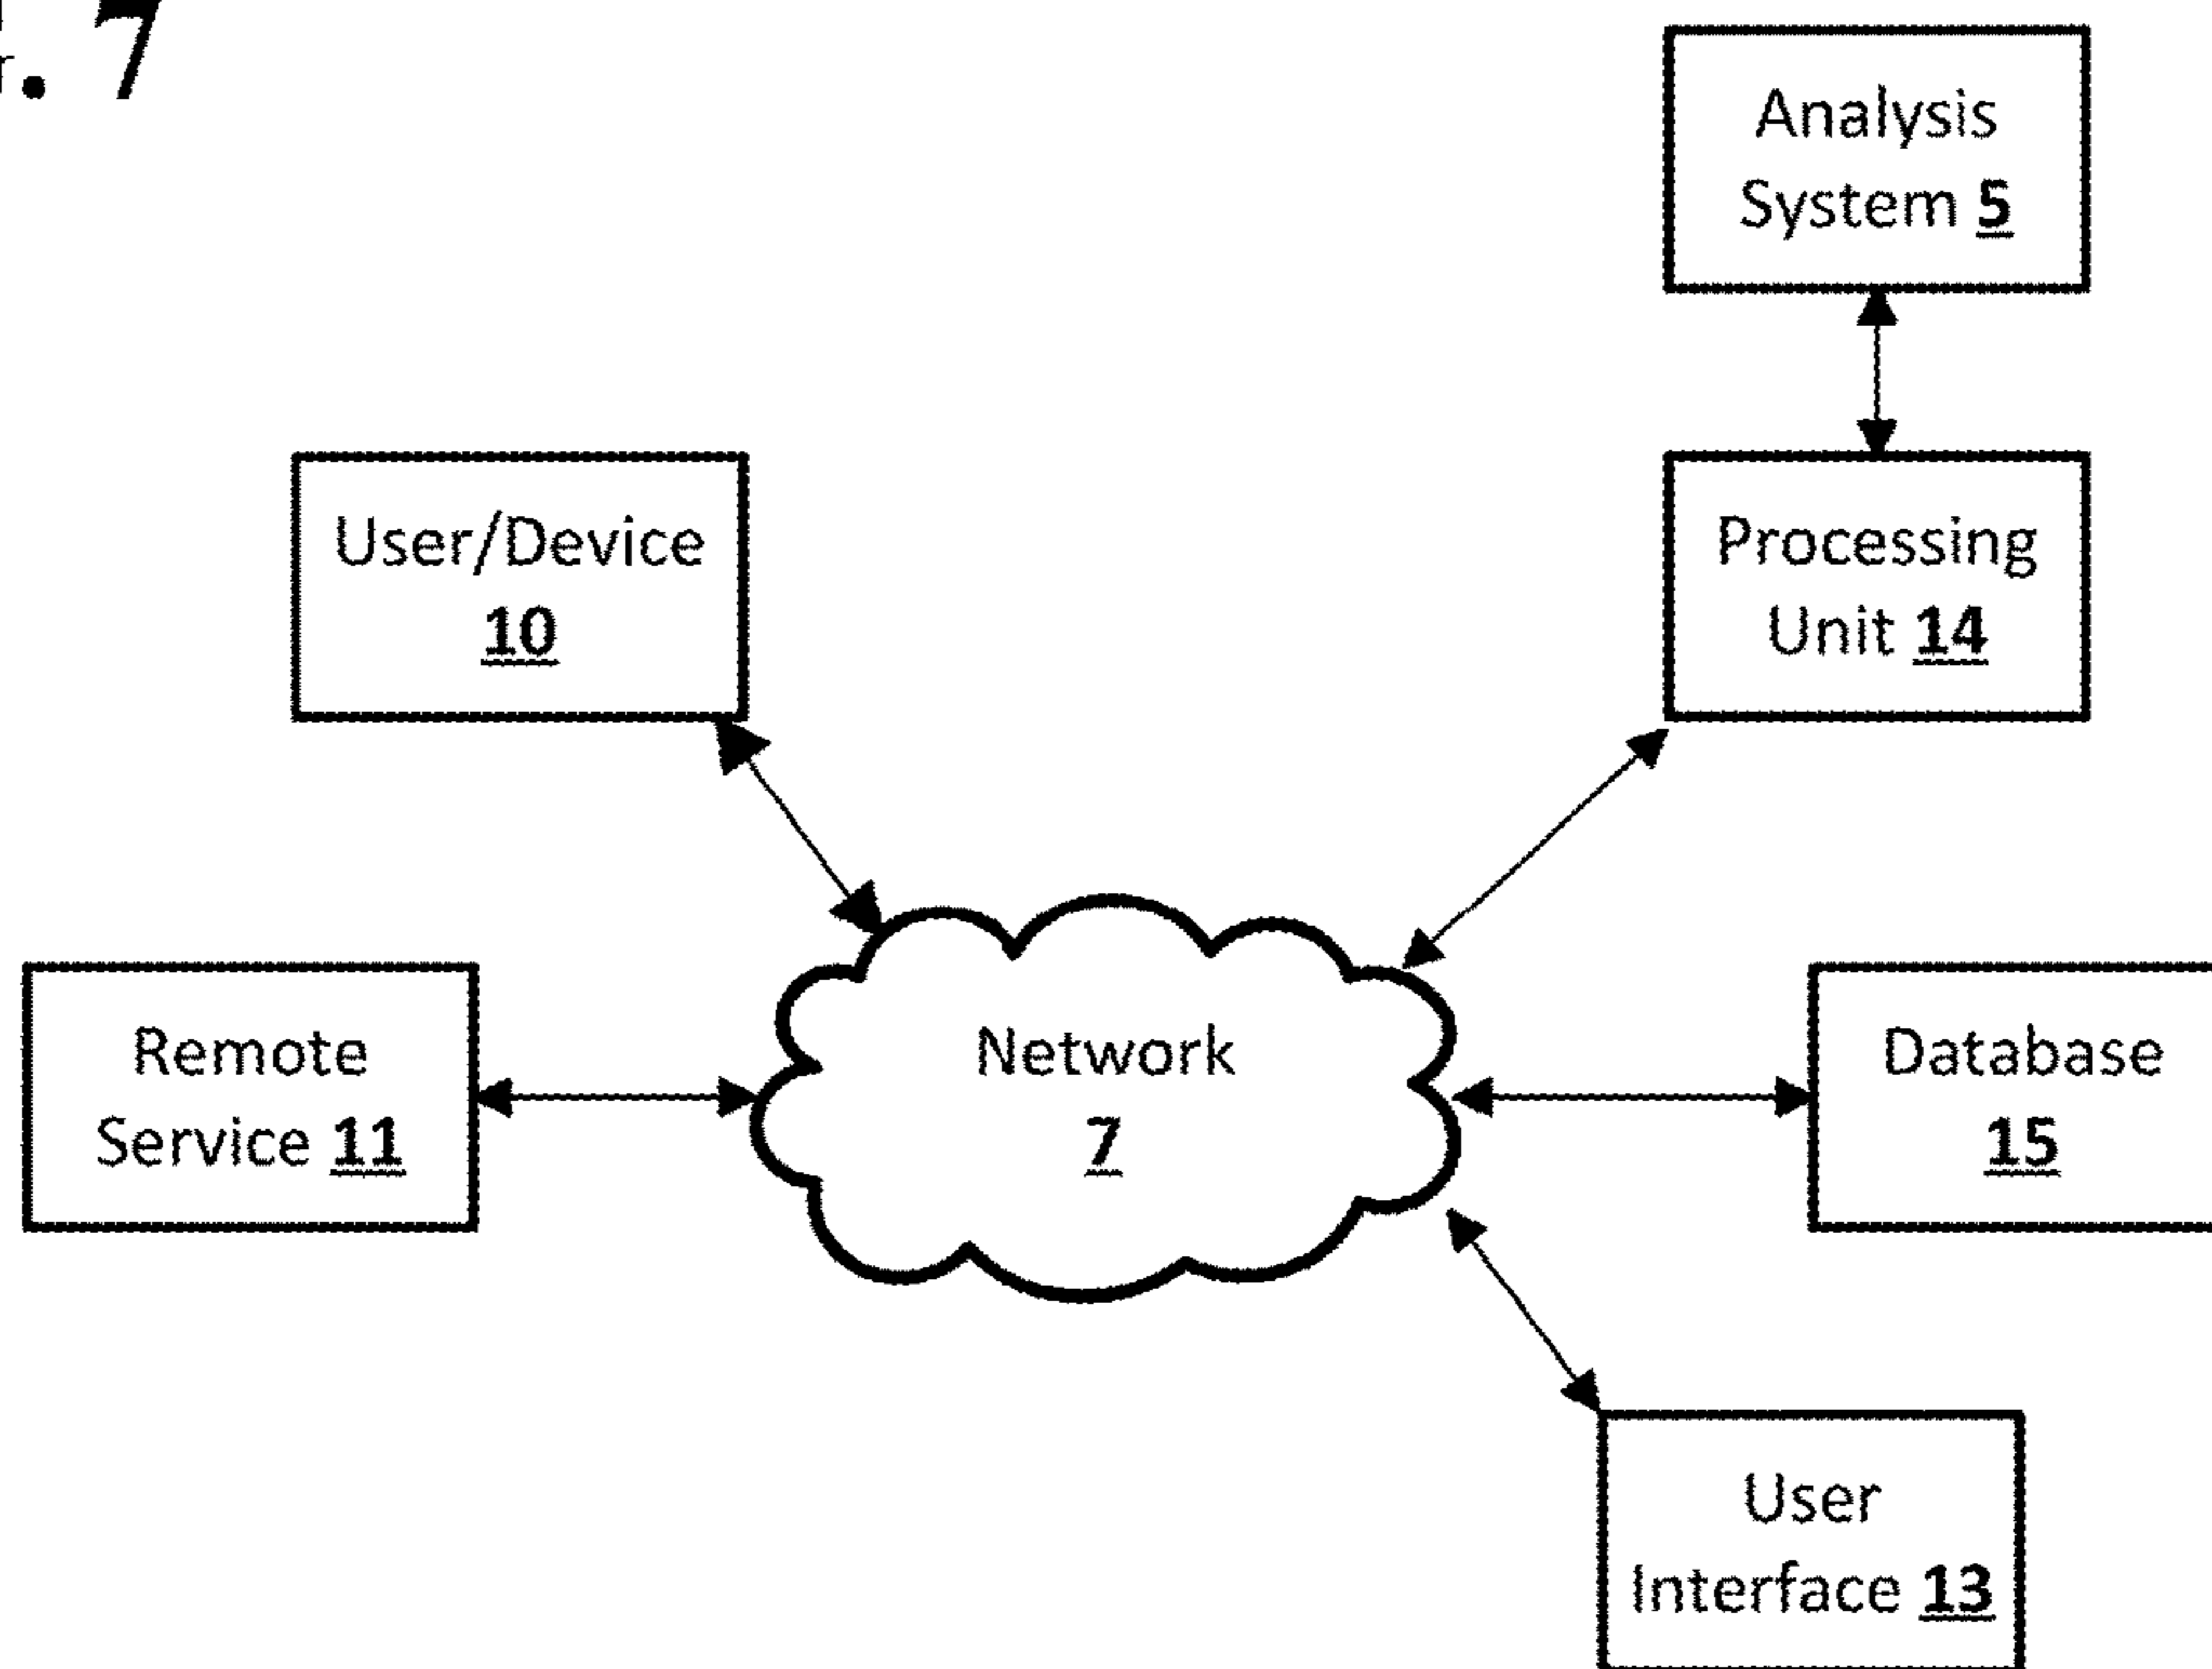 . 7
Analysis
System 5
User/Device
10
Processing
Unit 14
Remote
Service 11
Network
7
Database
15
User
Interface 13